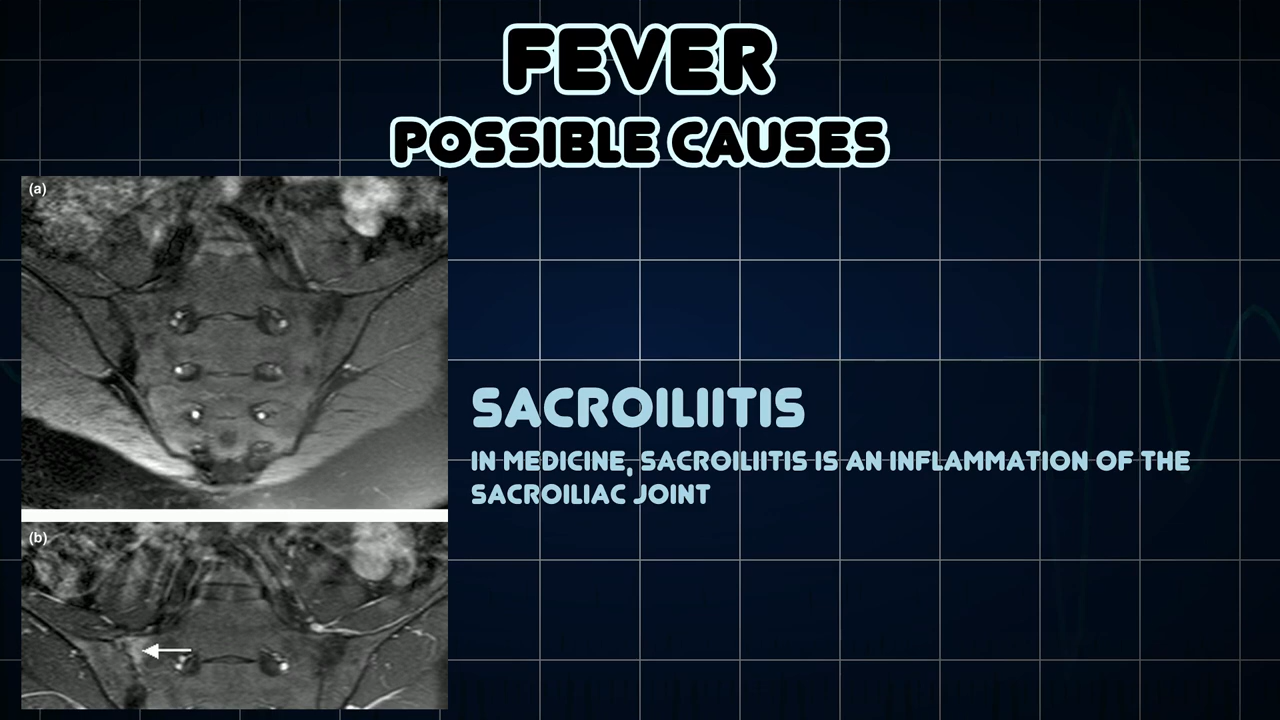 FEVER
POSSIBLE CAUSES
(a)
SACROILIITIS
IN MEDICINE, SACROILIITIS IS AN INFLAMMATION OF THE
SACROILIAC JOINT
(b)